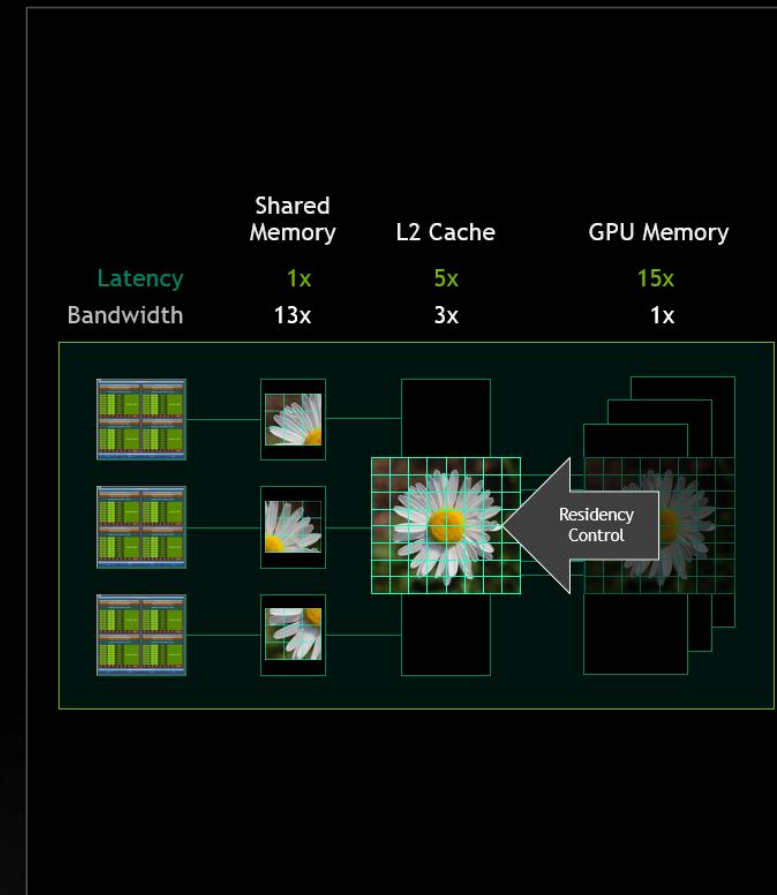 Shared
Memory
L2 Cache
GPU Memory
Latency 1x 5x 15x
Bandwidth 13x 3x 1x
Residency
Control